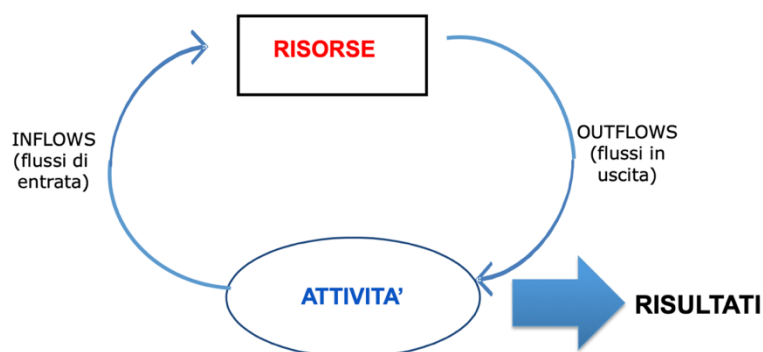 RISORSE
INFLOWS
(flussi di
entrata)
OUTFLOWS
(flussi in
uscita)
ATTIVITA’
RISULTATI